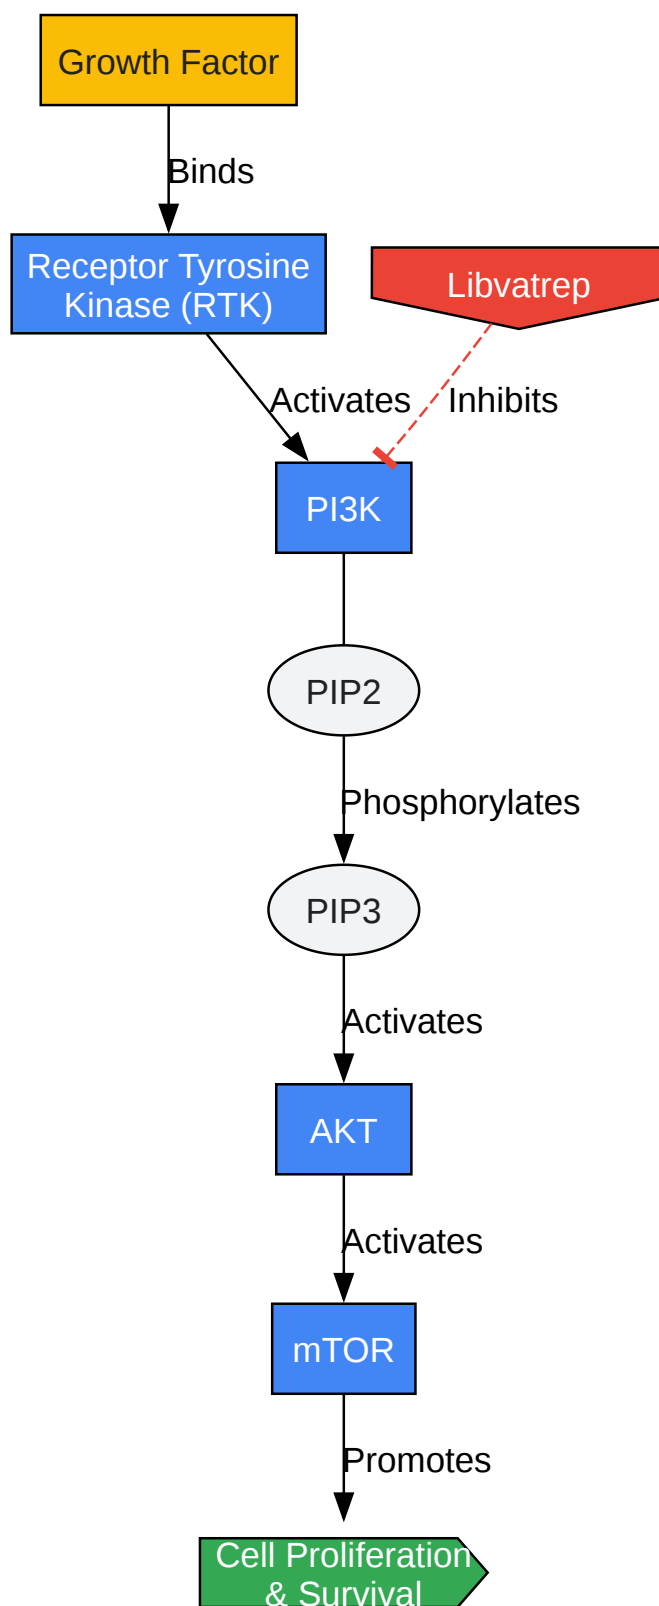 Growth Factor
Binds
Receptor Tyrosine
Kinase (RTK)
Libvatrep
Activates
Inhibits
PI3K
PIP2
Phosphorylates
PIP3
Activates
AKT
Activates
mTOR
Promotes
Cell Proliferation
& Survival